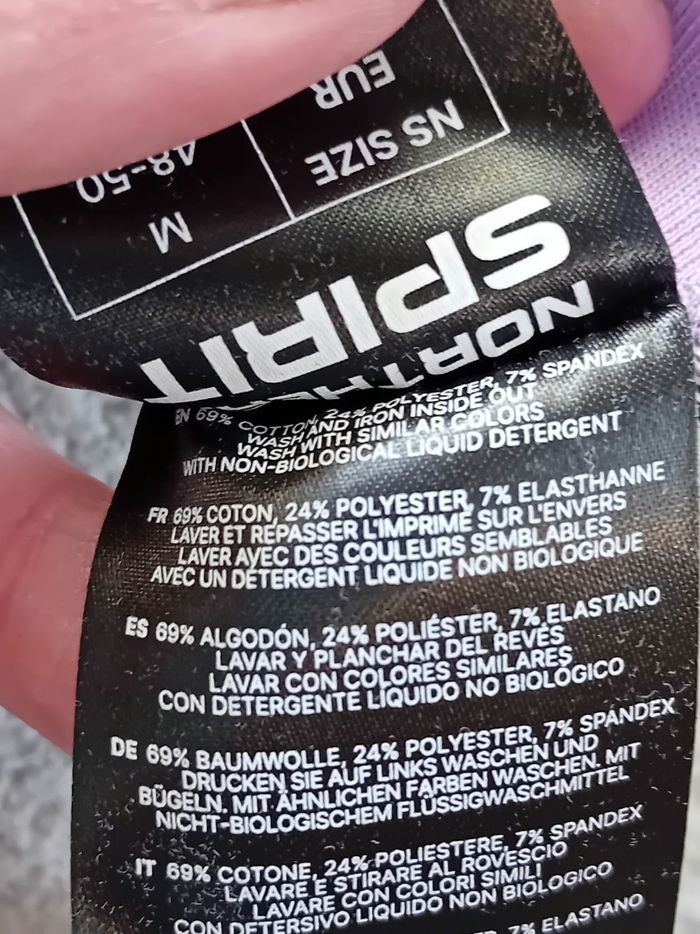 NORTHERN
SPIRIT
NS SIZE
M
EUR
48-50
EN 69% COTTON, 24% POLYESTER, 7% SPANDEX
WASH AND IRON INSIDE OUT
WASH WITH SIMILAR COLORS
WITH NON-BIOLOGICAL LIQUID DETERGENT
FR 69% COTON, 24% POLYESTER, 7% ELASTHANNE
LAVER ET REPASSER L'IMPRIMÉ SUR L'ENVERS
LAVER AVEC DES COULEURS SEMBLABLES
AVEC UN DÉTERGENT LIQUIDE NON BIOLOGIQUE
ES 69% ALGODÓN, 24% POLIÉSTER, 7% ELASTANO
LAVAR Y PLANCHAR DEL REVÉS
LAVAR CON COLORES SIMILARES
CON DETERGENTE LÍQUIDO NO BIOLÓGICO
DE 69% BAUMWOLLE, 24% POLYESTER, 7% SPANDEX
DRUCKEN SIE AUF LINKS WASCHEN UND
BÜGELN. MIT ÄHNLICHEN FARBEN WASCHEN. MIT
NICHT-BIOLOGISCHEM FLÜSSIGWASCHMITTEL
IT 69% COTONE, 24% POLIESTERE, 7% SPANDEX
LAVARE E STIRARE AL ROVESCIO
LAVARE CON COLORI SIMILI
CON DETERSIVO LIQUIDO NON BIOLOGICO
7% ELASTANO